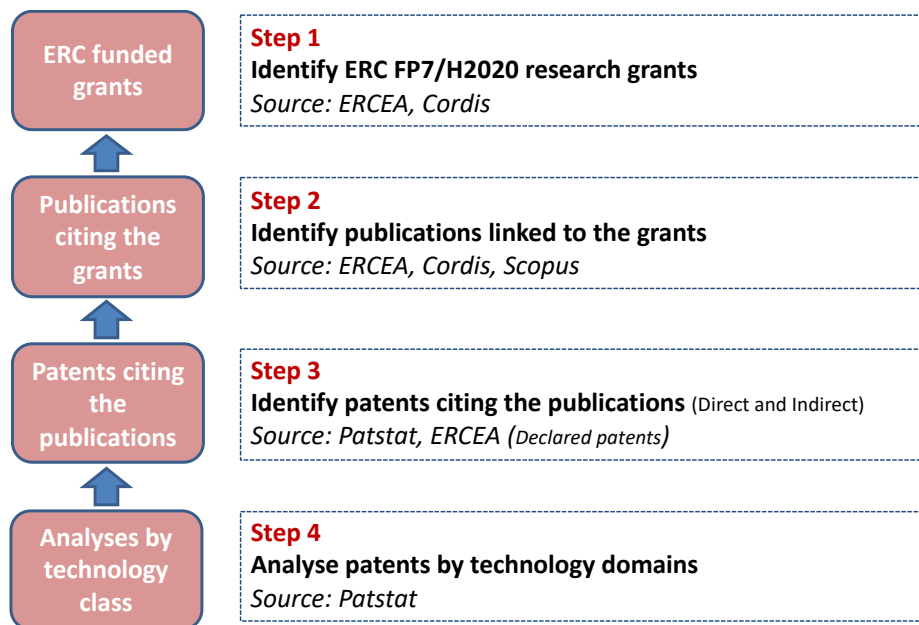 ERC funded
grants
Step 1
Identify ERC FP7/H2020 research grants
Source: ERCEA, Cordis
Publications
citing the
grants
Step 2
Identify publications linked to the grants
Source: ERCEA, Cordis, Scopus
Patents citing
the
publications
Step 3
Identify patents citing the publications (Direct and Indirect)
Source: Patstat, ERCEA (Declared patents)
Analyses by
technology
class
Step 4
Analyse patents by technology domains
Source: Patstat